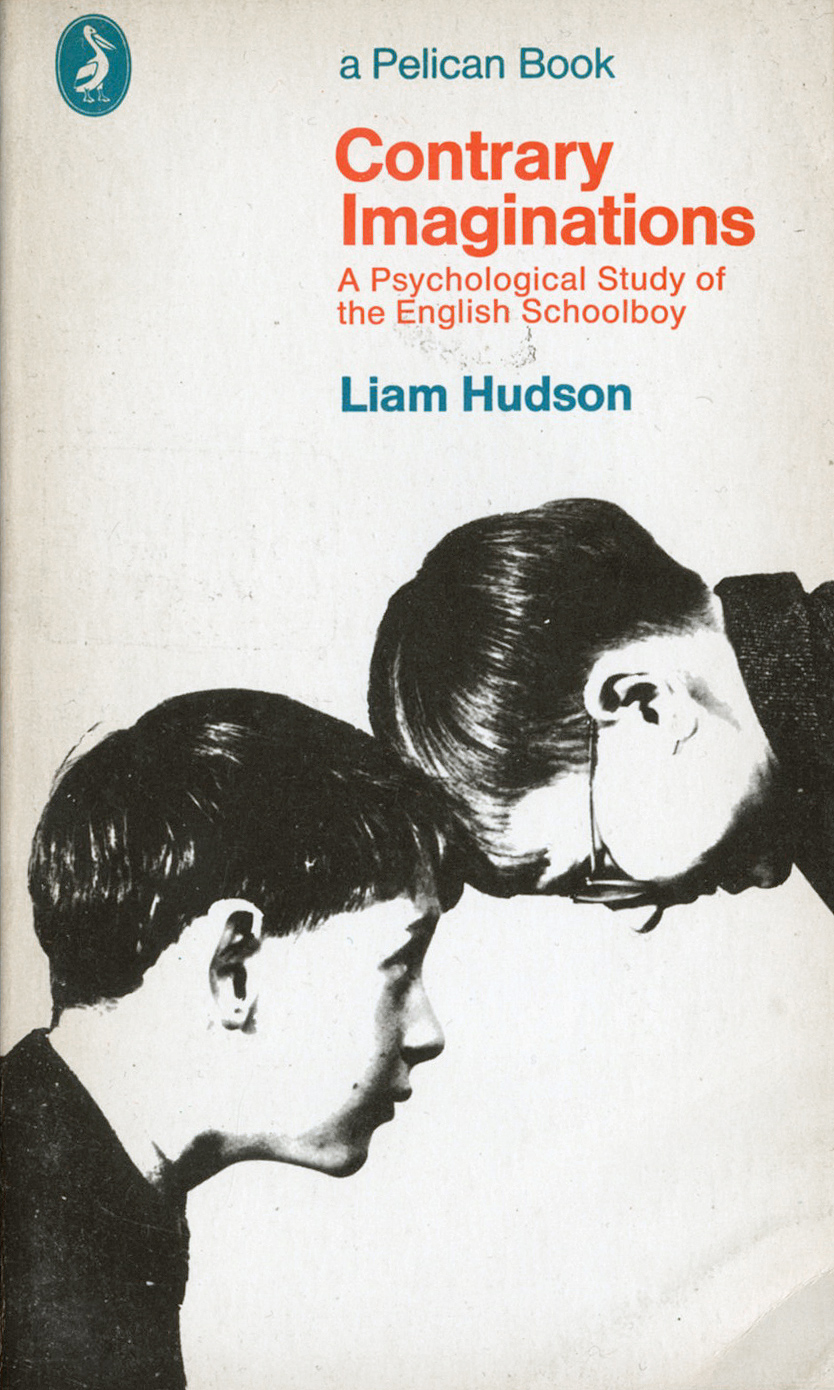 a Pelican Book
Contrary
Imaginations
A Psychological Study of
the English Schoolboy
Liam Hudson